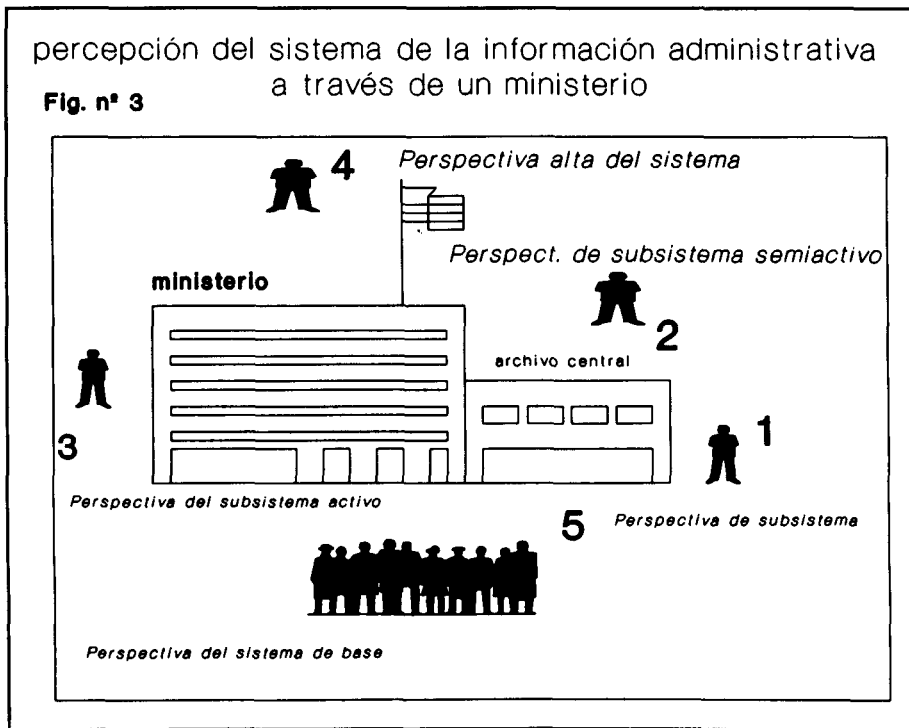 percepción del sistema de la información administrativa
a través de un ministerio
Fig. nº 3
4
Perspectiva alta del sistema
Perspect. de subsistema semiactivo
ministerio
2
archivo central
3
1
Perspectiva del subsistema activo
5
Perspectiva de subsistema
Perspectiva del sistema de base